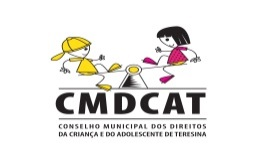 CMDCAT
CONSELHO MUNICIPAL DOS DIREITOS
DA CRIANÇA E DO ADOLESCENTE DE TERESINA